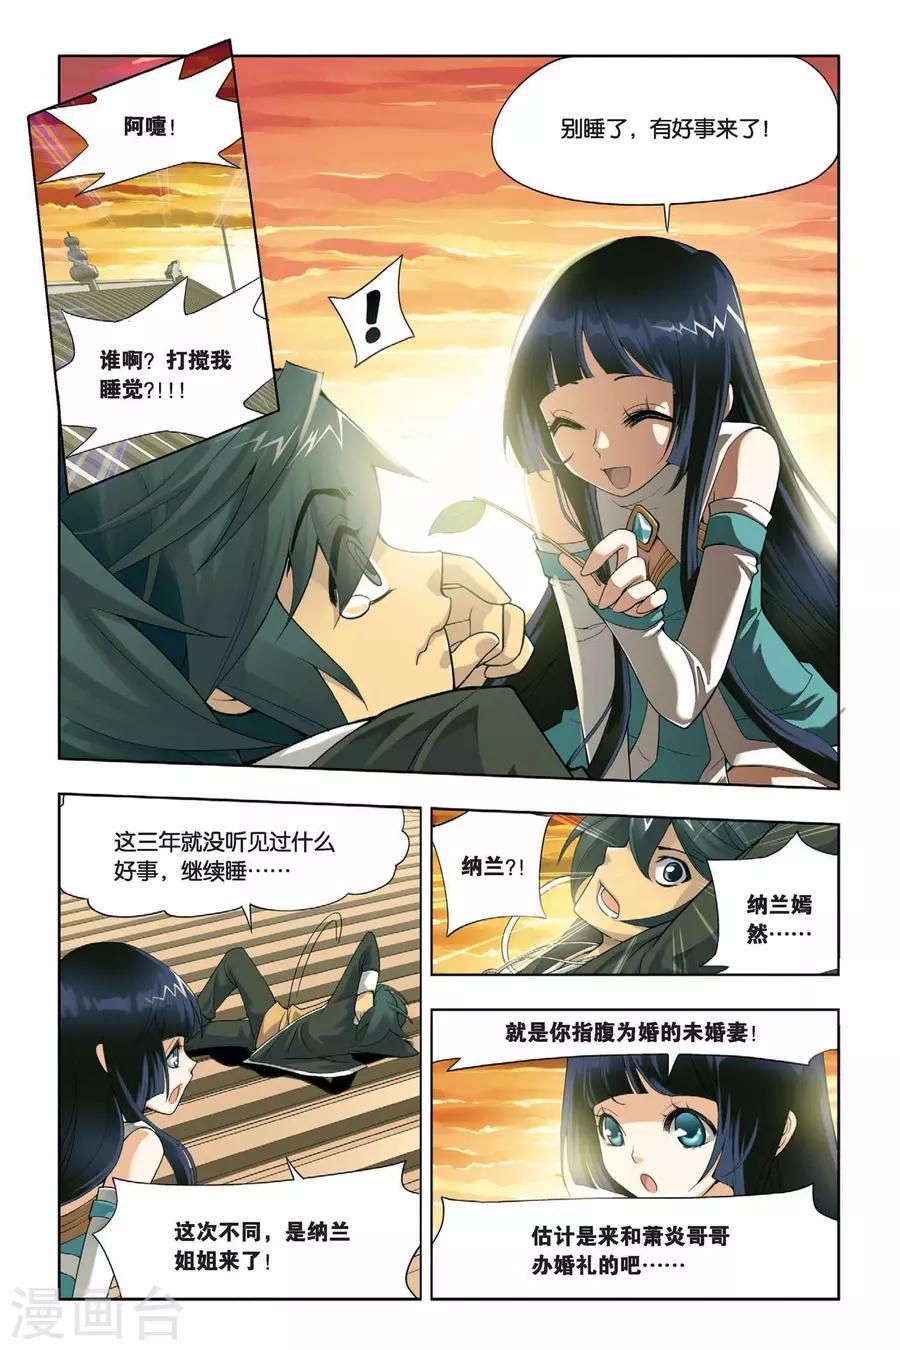 阿嚏！
谁啊？打搅我
睡觉？！！！
！
别睡了，有好事来了！
这三年就没听见过什么
好事，继续睡……
这次不同，是纳兰
姐姐来了！
纳兰？！
纳兰嫣
然……
就是你指腹为婚的未婚妻！
估计是来和萧炎哥哥
办婚礼的吧……
漫画台